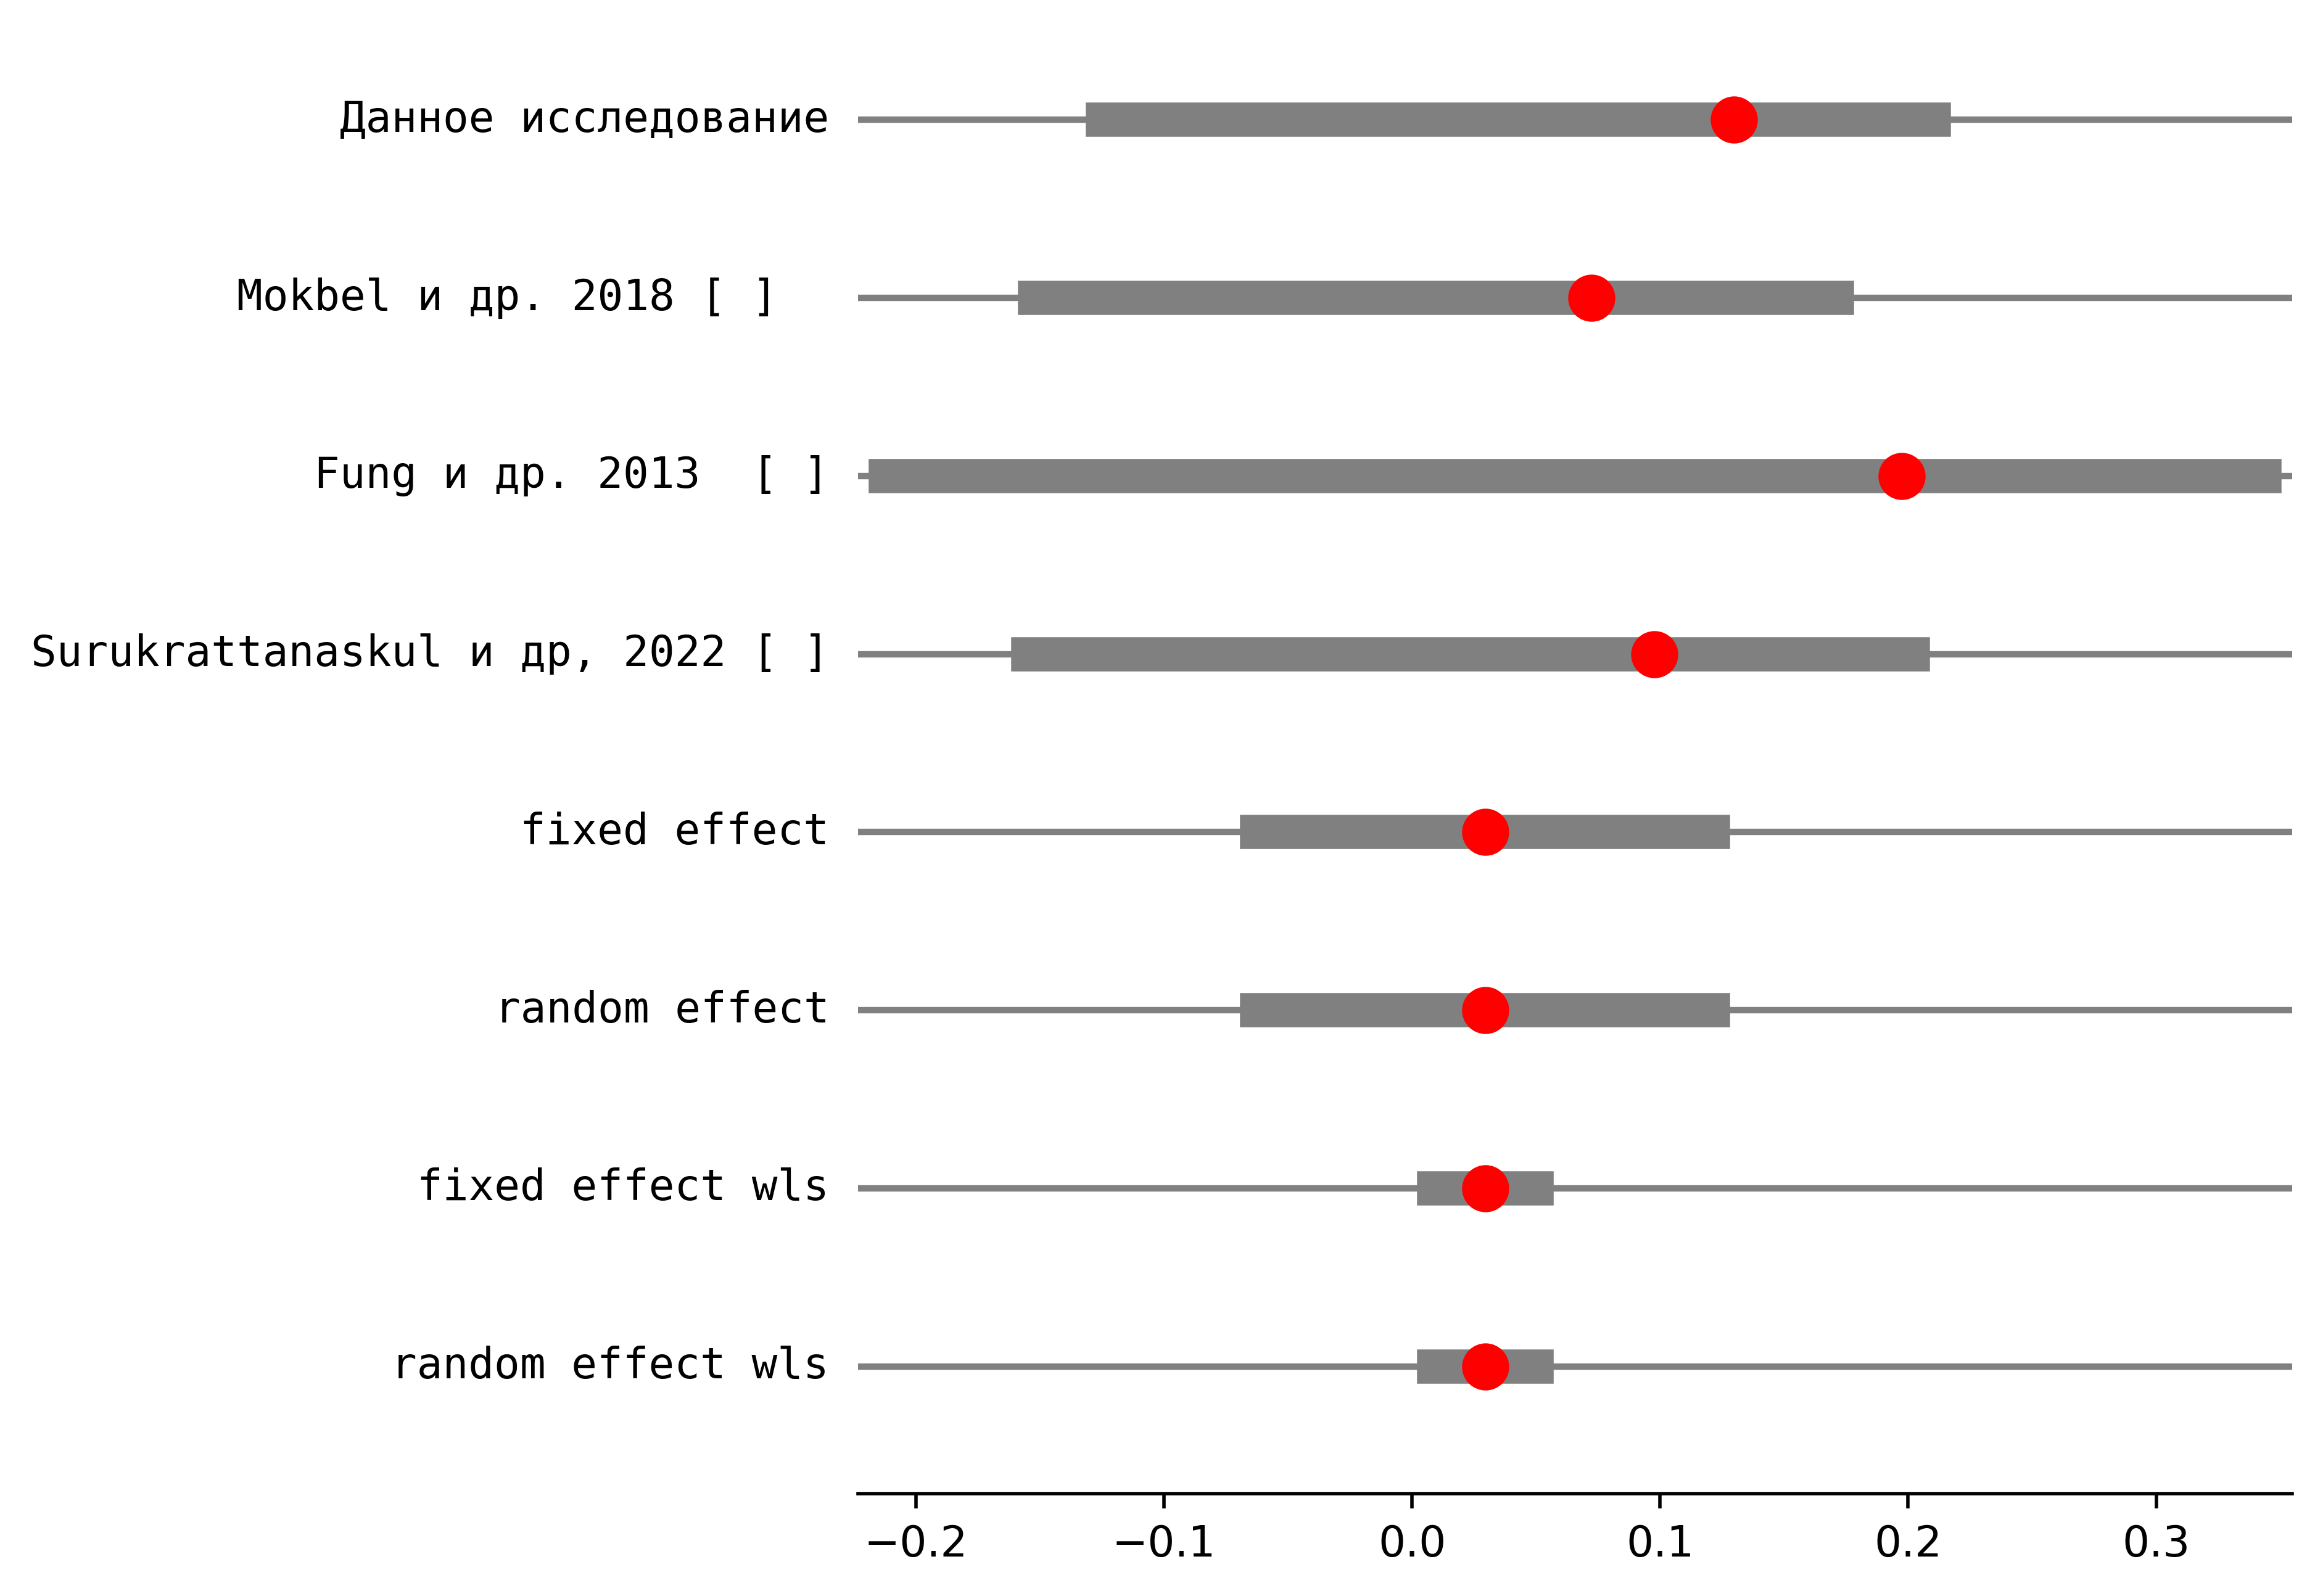 Данное исследование
Mokbel и др. 2018 [ ]
Fung и др. 2013  [ ]
Surukrattanaskul и др, 2022 [ ]
fixed effect
random effect
fixed effect wls
random effect wls
−0.2 −0.1 0.0 0.1 0.2 0.3